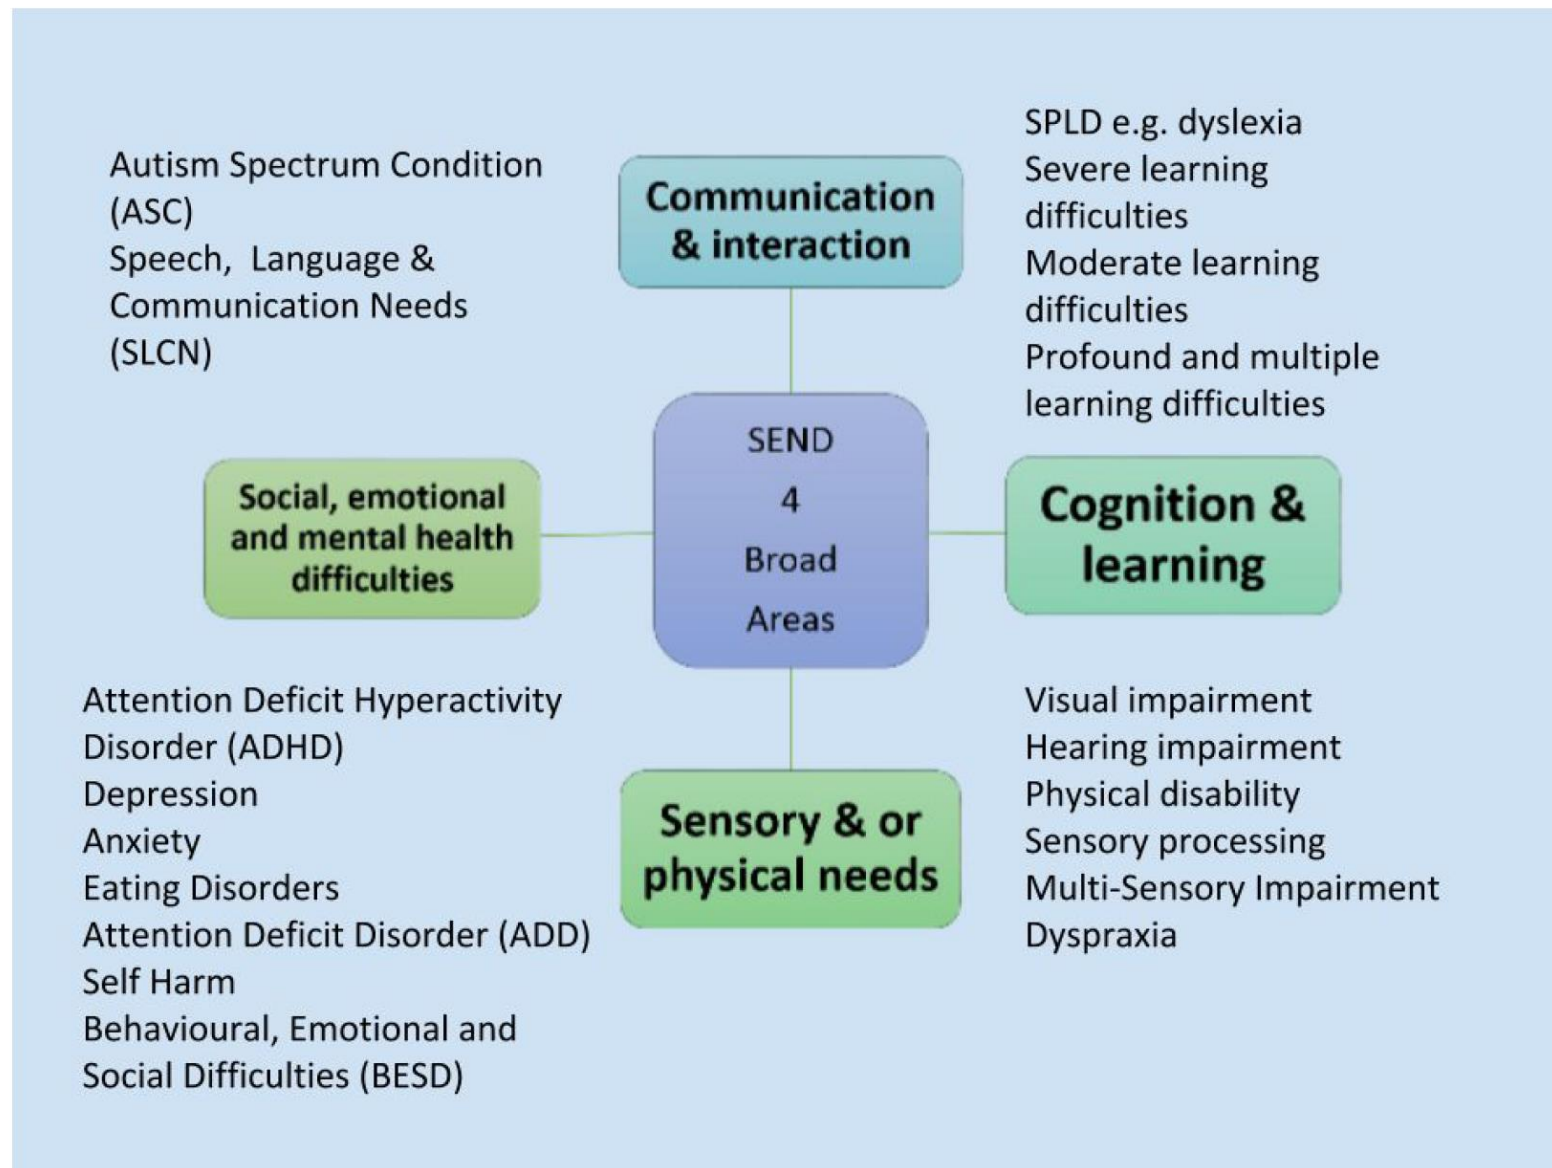 Autism Spectrum Condition
(ASC)
Speech, Language &
Communication Needs
(SLCN)
Communication
& interaction
SPLD e.g. dyslexia
Severe learning
difficulties
Moderate learning
difficulties
Profound and multiple
learning difficulties
Social, emotional
and mental health
difficulties
SEND
4
Broad
Areas
Cognition &
learning
Attention Deficit Hyperactivity
Disorder (ADHD)
Depression
Anxiety
Eating Disorders
Attention Deficit Disorder (ADD)
Self Harm
Behavioural, Emotional and
Social Difficulties (BESD)
Sensory & or
physical needs
Visual impairment
Hearing impairment
Physical disability
Sensory processing
Multi-Sensory Impairment
Dyspraxia